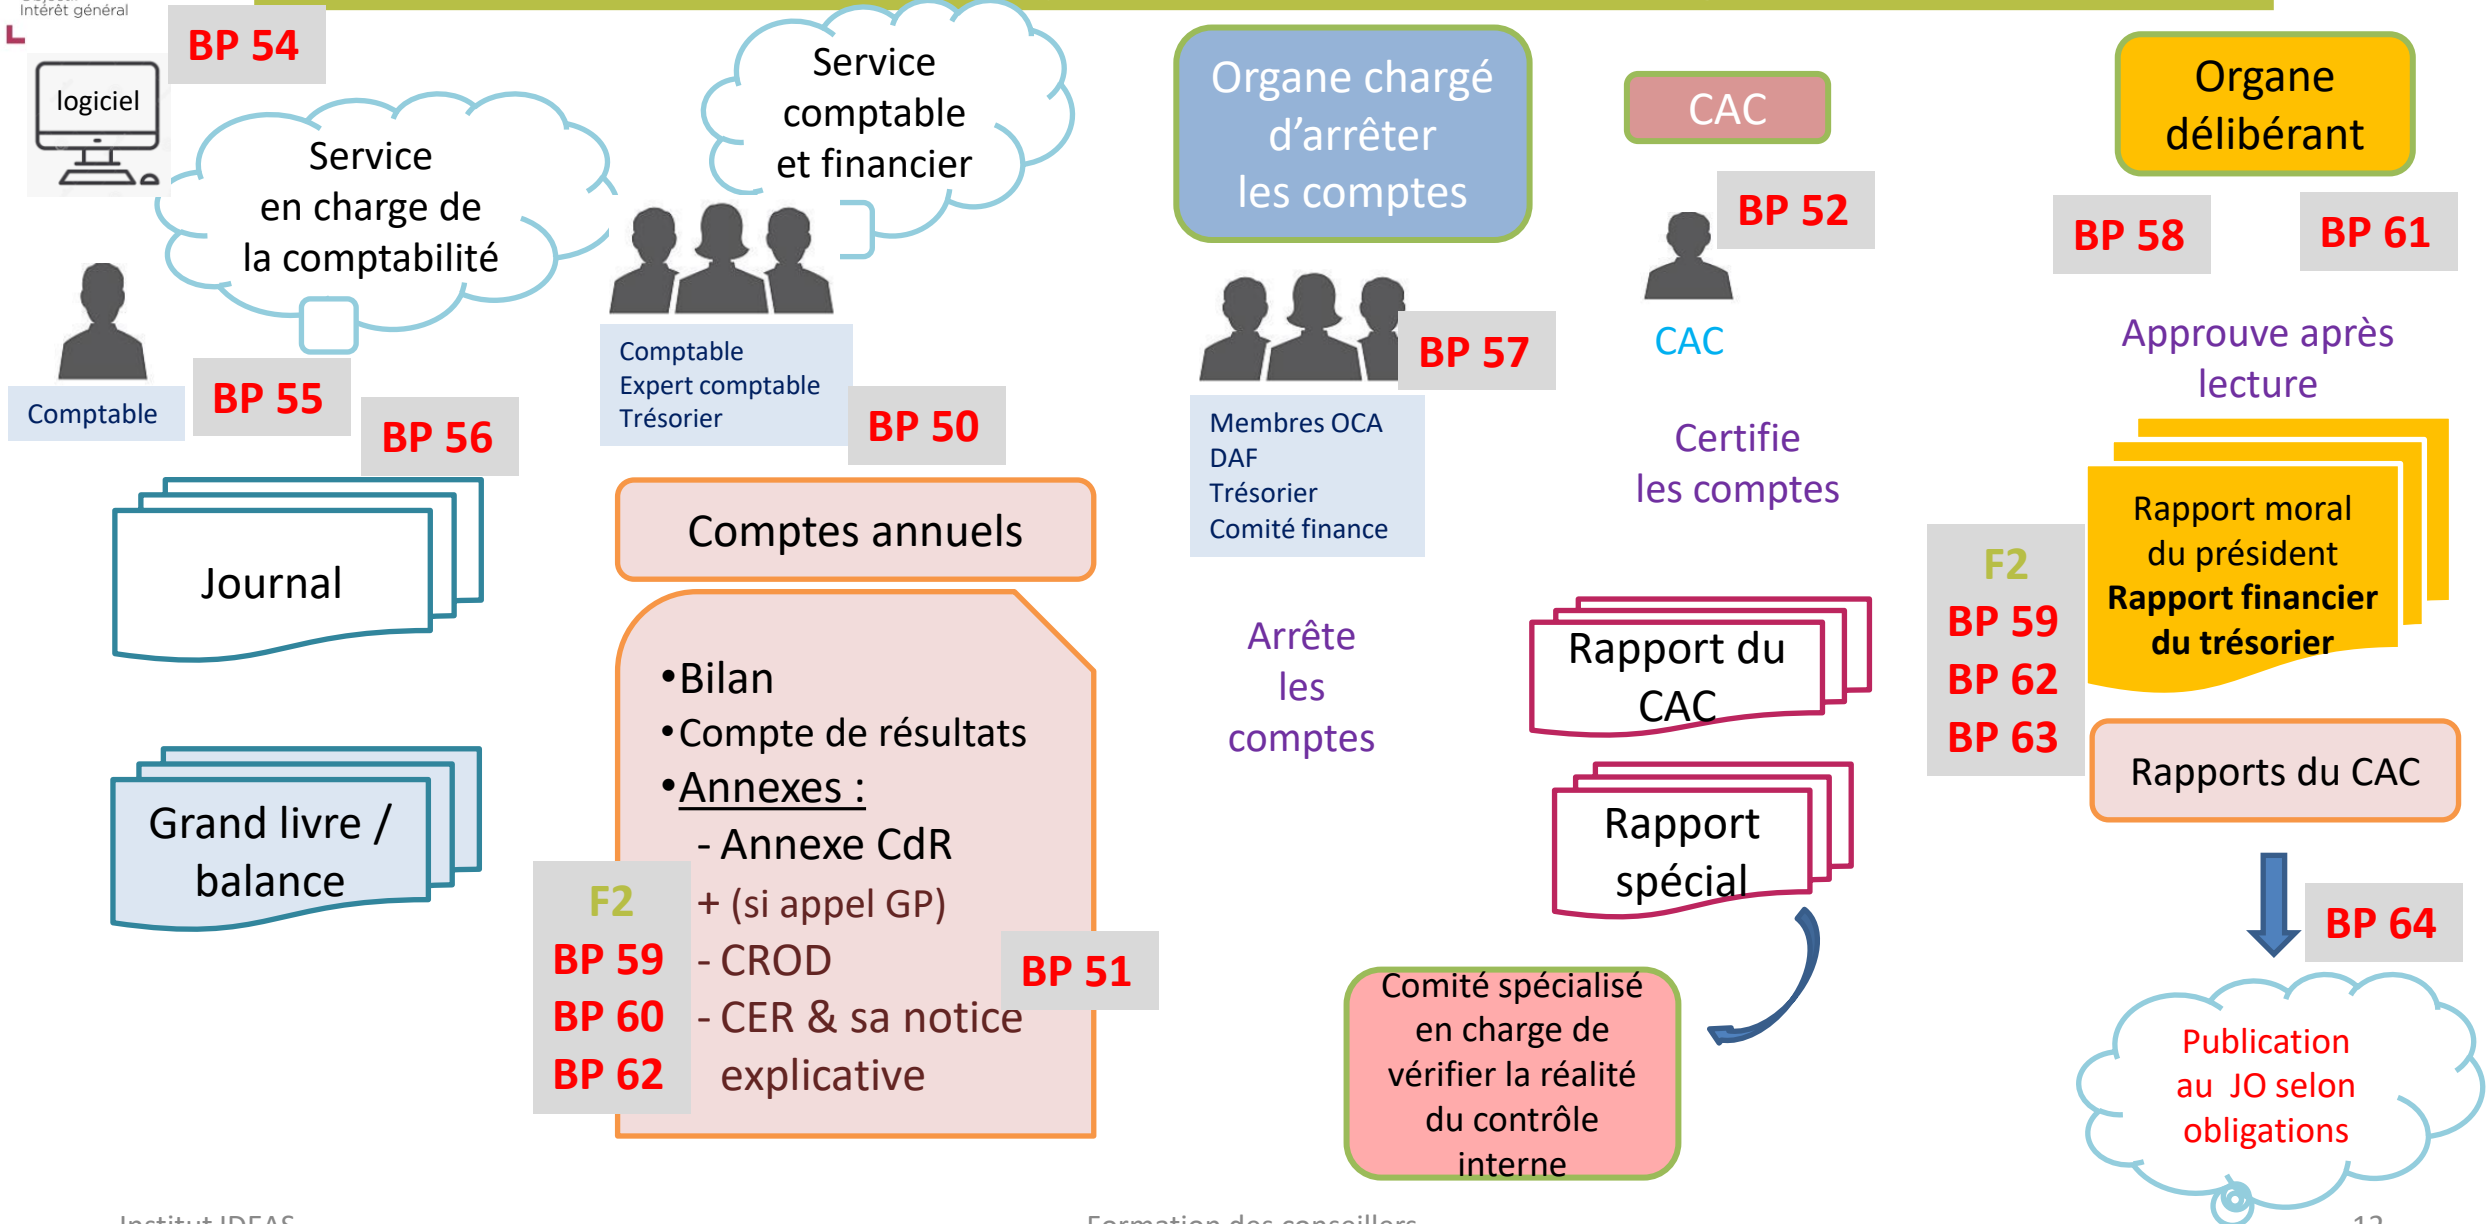 Intérêt général
BP 54
logiciel
Service
en charge de
la comptabilité
Comptable
BP 55
BP 56
Journal
Grand livre /
balance
Service
comptable
et financier
Comptable
Expert comptable
Trésorier
BP 50
Comptes annuels
•Bilan
•Compte de résultats
•Annexes :
- Annexe CdR
+ (si appel GP)
- CROD
- CER & sa notice
explicative
F2
BP 59
BP 60
BP 62
BP 51
Organe chargé
d’arrêter
les comptes
BP 57
Membres OCA
DAF
Trésorier
Comité finance
Arrête
les
comptes
CAC
BP 52
CAC
Certifie
les comptes
Rapport du
CAC
Rapport
spécial
Comité spécialisé
en charge de
vérifier la réalité
du contrôle
interne
Organe
délibérant
BP 58
BP 61
Approuve après
lecture
Rapport moral
du président
Rapport financier
du trésorier
F2
BP 59
BP 62
BP 63
Rapports du CAC
BP 64
Publication
au JO selon
obligations
Institut IDEAS
Formation des conseillers